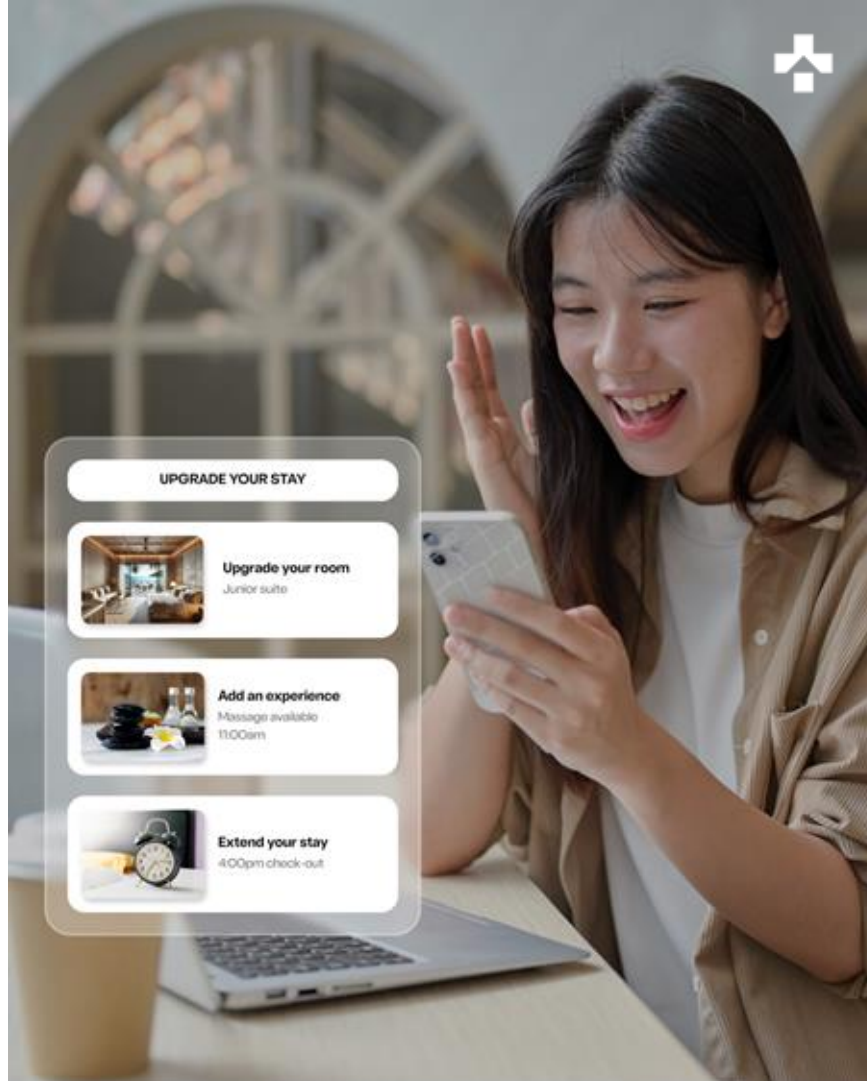 UPGRADE YOUR STAY
Upgrade your room
Junior suite
Add an experience
Massage available
11:00am
Extend your stay
4:00pm check-out